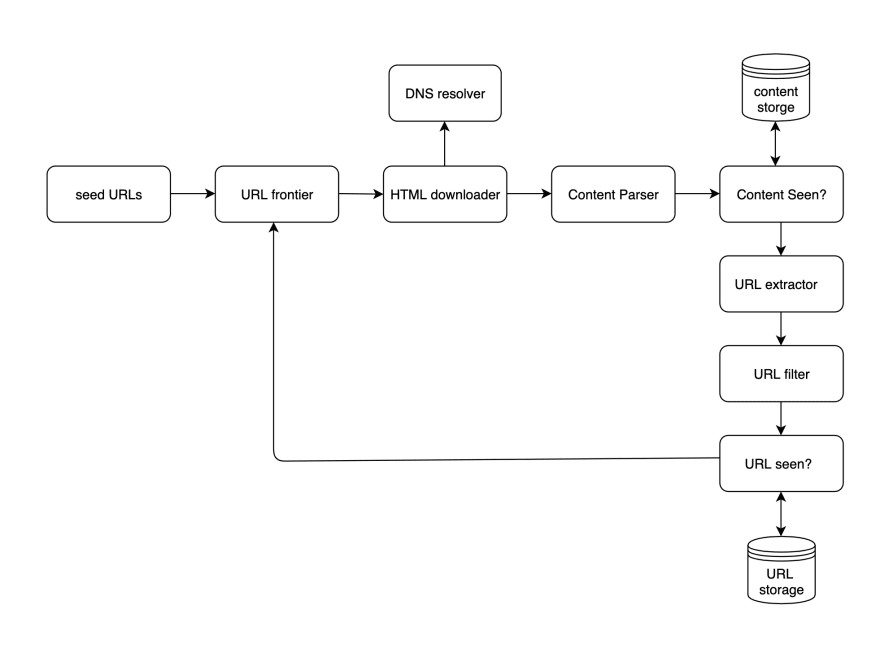 DNS resolver
content
storge
seed URLs
URL frontier
HTML downloader
Content Parser
Content Seen?
URL extractor
URL filter
URL seen?
URL
storage